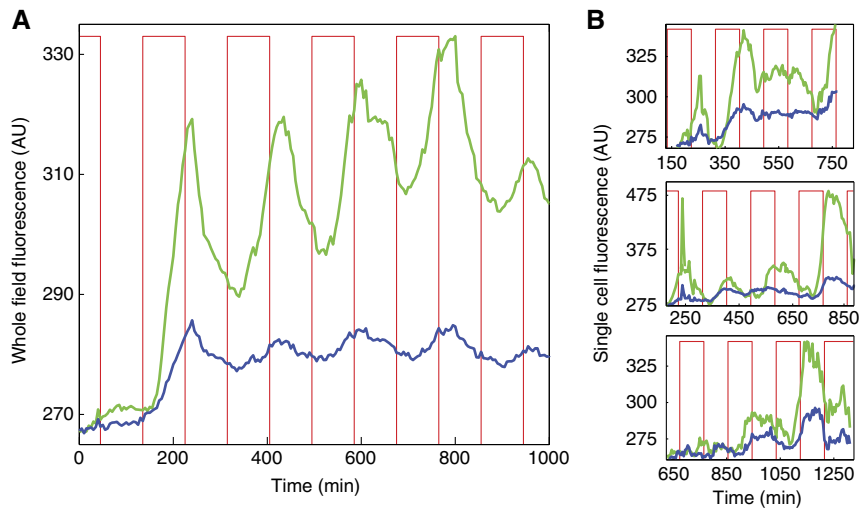 A
Whole field fluorescence (AU)
330
310
290
270
0 200 400 600 800 1000
Time (min)
B
Single cell fluorescence (AU)
325
300
275
150 350 550 750
475
375
275
250 450 650 850
325
300
275
650 850 1050 1250
Time (min)